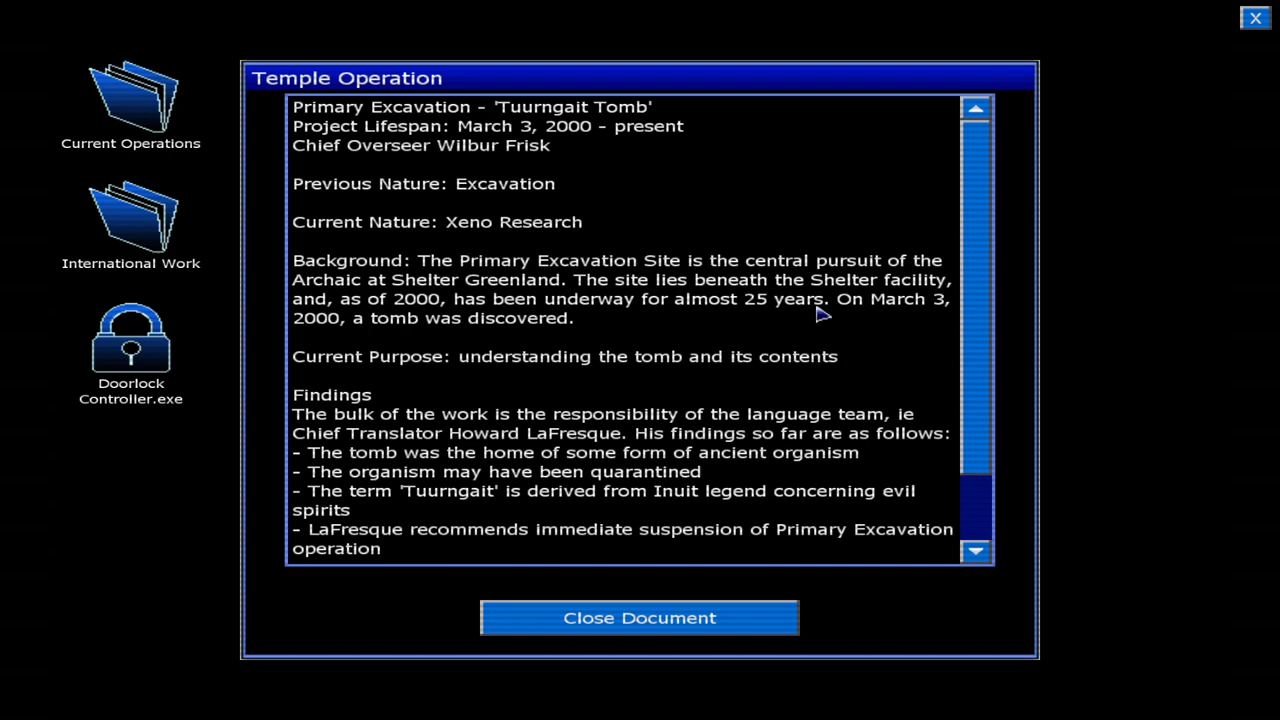 X
Temple Operation
Current Operations
International Work
Doorlock
Controller.exe
Primary Excavation - 'Tuurngait Tomb'
Project Lifespan: March 3, 2000 - present
Chief Overseer Wilbur Frisk
Previous Nature: Excavation
Current Nature: Xeno Research
Background: The Primary Excavation Site is the central pursuit of the
Archaic at Shelter Greenland. The site lies beneath the Shelter facility,
and, as of 2000, has been underway for almost 25 years. On March 3,
2000, a tomb was discovered.
Current Purpose: understanding the tomb and its contents
Findings
The bulk of the work is the responsibility of the language team, ie
Chief Translator Howard LaFresque. His findings so far are as follows:
- The tomb was the home of some form of ancient organism
- The organism may have been quarantined
- The term 'Tuurngait' is derived from Inuit legend concerning evil
spirits
- LaFresque recommends immediate suspension of Primary Excavation
operation
Close Document